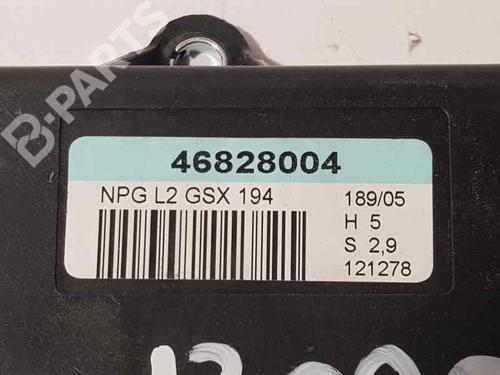 B-PARTS
46828004
NPG L2 GSX 194
189/05
H 5
S 2,9
121278